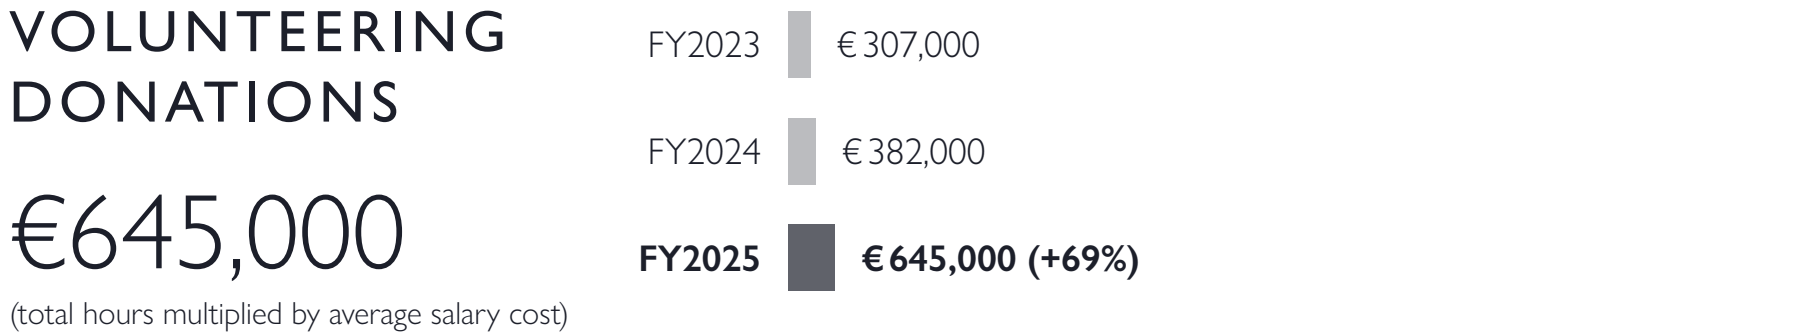 VOLUNTEERING
DONATIONS
€645,000
(total hours multiplied by average salary cost)
FY2023 €307,000
FY2024 €382,000
FY2025 €645,000 (+69%)